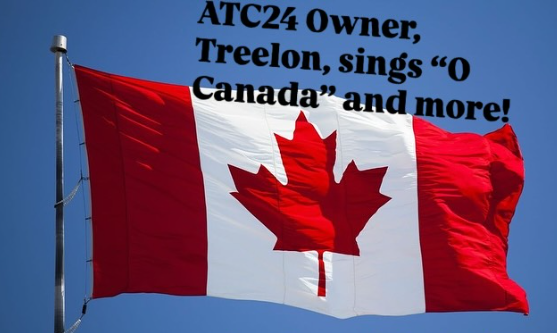 ATC24 Owner,
Treelon, sings “O
Canada” and more!